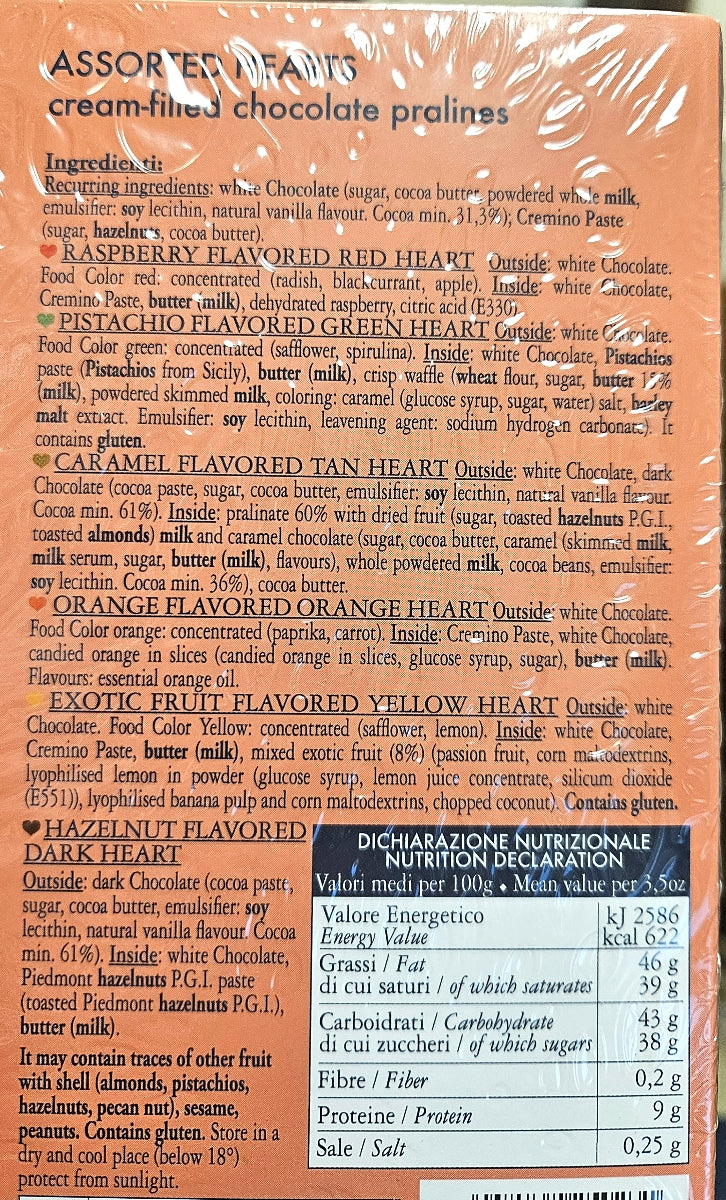 ASSORTED HEARTS
cream-filled chocolate pralines
Ingredienti:
Recurring ingredients: white Chocolate (sugar, cocoa butter, powdered whole milk,
emulsifier: soy lecithin, natural vanilla flavour. Cocoa min. 31,3%); Cremino Paste
(sugar, hazelnuts, cocoa butter).
RASPBERRY FLAVORED RED HEART Outside: white Chocolate.
Food Color red: concentrated (radish, blackcurrant, apple). Inside: white Chocolate,
Cremino Paste, butter (milk), dehydrated raspberry, citric acid (E330).
PISTACHIO FLAVORED GREEN HEART Outside: white Chocolate.
Food Color green: concentrated (safflower, spirulina). Inside: white Chocolate, Pistachios
paste (Pistachios from Sicily), butter (milk), crisp waffle (wheat flour, sugar, butter 15%
(milk), powdered skimmed milk, coloring: caramel (glucose syrup, sugar, water) salt, barley
malt extract. Emulsifier: soy lecithin, leavening agent: sodium hydrogen carbonate). It
contains gluten.
CARAMEL FLAVORED TAN HEART Outside: white Chocolate, dark
Chocolate (cocoa paste, sugar, cocoa butter, emulsifier: soy lecithin, natural vanilla flavour.
Cocoa min. 61%). Inside: pralinate 60% with dried fruit (sugar, toasted hazelnuts P.G.I.,
toasted almonds) milk and caramel chocolate (sugar, cocoa butter, caramel (skimmed milk,
milk serum, sugar, butter (milk), flavours), whole powdered milk, cocoa beans, emulsifier:
soy lecithin. Cocoa min. 36%), cocoa butter.
ORANGE FLAVORED ORANGE HEART Outside: white Chocolate.
Food Color orange: concentrated (paprika, carrot). Inside: Cremino Paste, white Chocolate,
candied orange in slices (candied orange in slices, glucose syrup, sugar), butter (milk).
Flavours: essential orange oil.
EXOTIC FRUIT FLAVORED YELLOW HEART Outside: white
Chocolate. Food Color Yellow: concentrated (safflower, lemon). Inside: white Chocolate,
Cremino Paste, butter (milk), mixed exotic fruit (8%) (passion fruit, corn maltodextrins,
lyophilised lemon in powder (glucose syrup, lemon juice concentrate, silicum dioxide
(E551)), lyophilised banana pulp and corn maltodextrins, chopped coconut). Contains gluten.
HAZELNUT FLAVORED
DARK HEART
Outside: dark Chocolate (cocoa paste,
sugar, cocoa butter, emulsifier: soy
lecithin, natural vanilla flavour. Cocoa
min. 61%). Inside: white Chocolate,
Piedmont hazelnuts P.G.I. paste
(toasted Piedmont hazelnuts P.G.I.),
butter (milk).
It may contain traces of other fruit
with shell (almonds, pistachios,
hazelnuts, pecan nut), sesame,
peanuts. Contains gluten. Store in a
dry and cool place (below 18°)
protect from sunlight.
DICHIARAZIONE NUTRIZIONALE
NUTRITION DECLARATION
Valori medi per 100g ♦ Mean value per 3,5oz
Valore Energetico kJ 2586
Energy Value kcal 622
Grassi / Fat 46 g
di cui saturi / of which saturates 39 g
Carboidrati / Carbohydrate 43 g
di cui zuccheri / of which sugars 38 g
Fibre / Fiber 0,2 g
Proteine / Protein 9 g
Sale / Salt 0,25 g